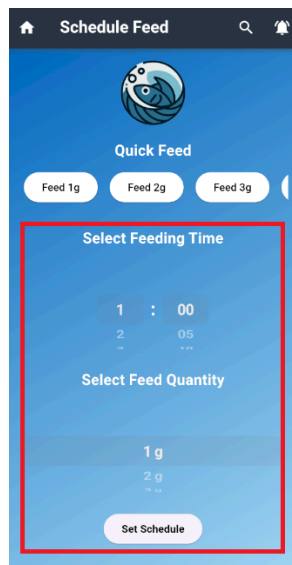 Schedule Feed
Quick Feed
Feed 1g Feed 2g Feed 3g
Select Feeding Time
1 : 00
2 05
Select Feed Quantity
1 g
2 g
Set Schedule